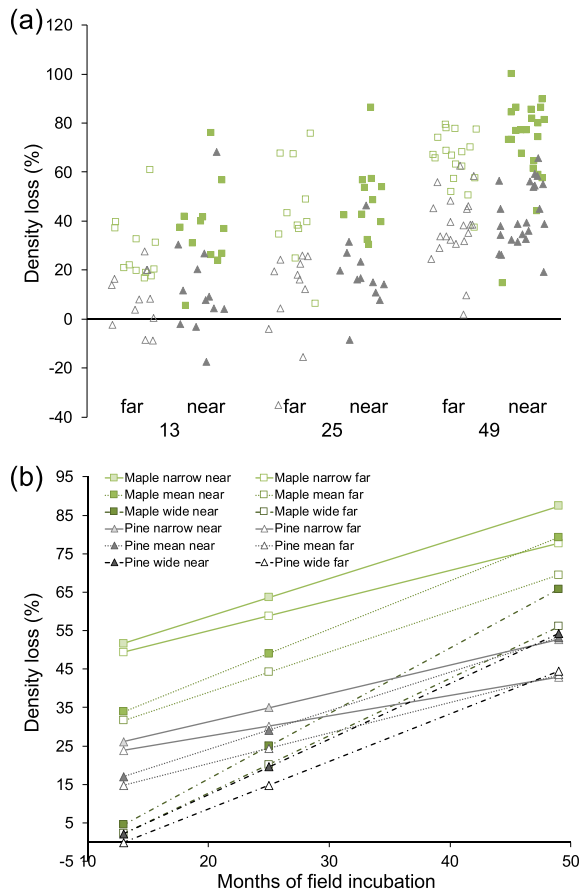 (a)
120
100
80
60
40
20
0
-20
-40
Density loss (%)
far near far near far near
13 25 49
(b)
95
85
75
65
55
45
35
25
15
5
-5
Density loss (%)
Maple narrow near Maple narrow far
Maple mean near Maple mean far
Maple wide near Maple wide far
Pine narrow near Pine narrow far
Pine mean near Pine mean far
Pine wide near Pine wide far
10 20 30 40 50
Months of field incubation